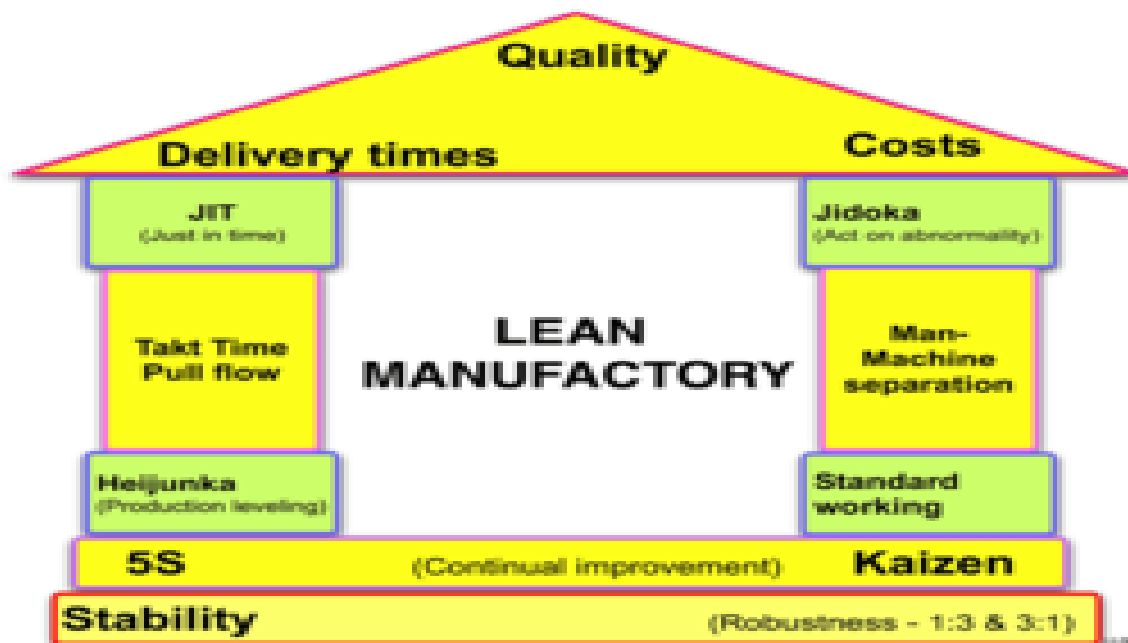 Quality
Delivery times
Costs
JIT
(Just in time)
Jidoka
(Act on abnormaility)
Takt Time
Pull flow
LEAN
MANUFACTORY
Man-
Machine
separation
Heijunka
(Production leveling)
Standard
working
5S (Continual improvement) Kaizen
Stability (Robustness - 1:3 & 3:1)